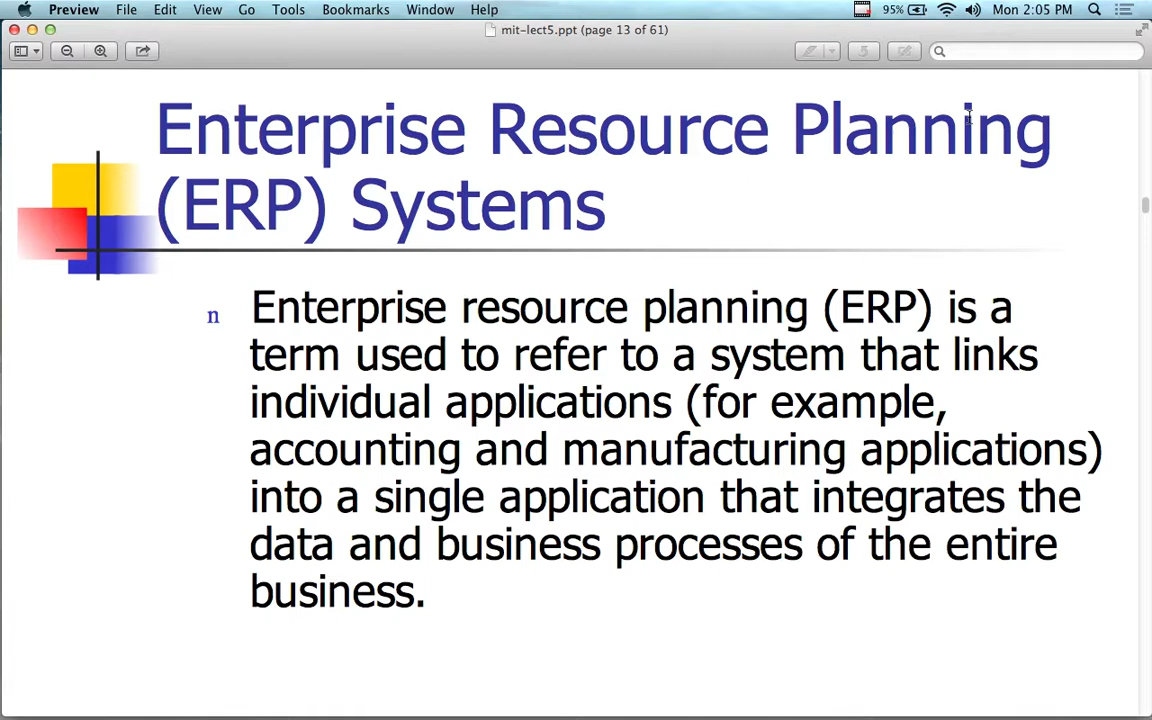 Preview File Edit View Go Tools Bookmarks Window Help 95% Mon 2:05 PM
mit-lect5.ppt (page 13 of 61)
Enterprise Resource Planning
(ERP) Systems
n Enterprise resource planning (ERP) is a
term used to refer to a system that links
individual applications (for example,
accounting and manufacturing applications)
into a single application that integrates the
data and business processes of the entire
business.